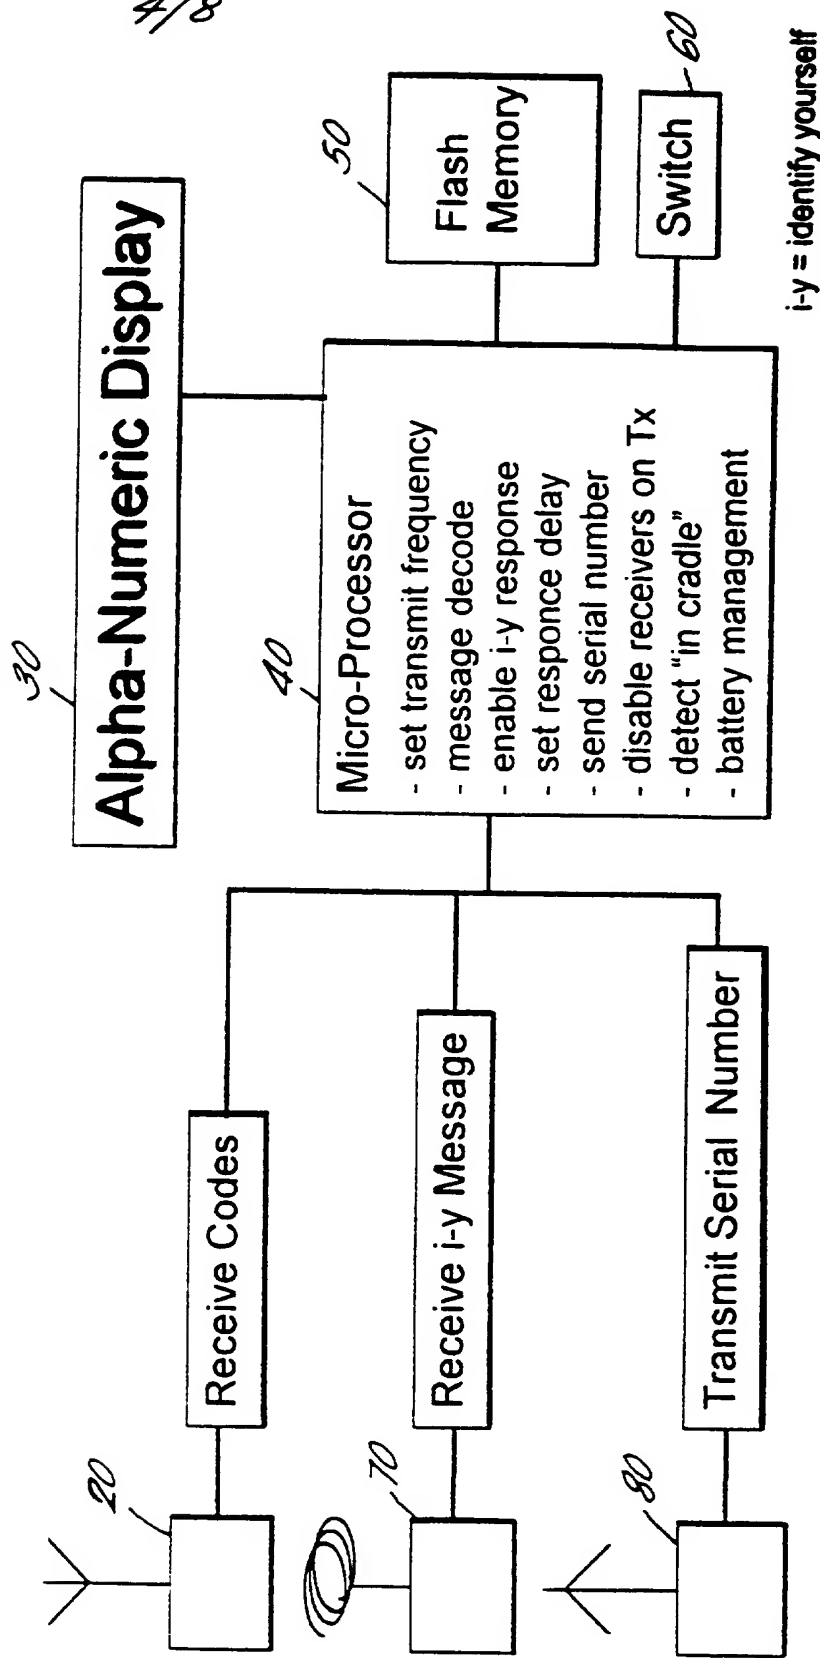 4/8
30
Alpha-Numeric Display
40
Micro-Processor
- set transmit frequency
- message decode
- enable i-y response
- set responce delay
- send serial number
- disable receivers on Tx
- detect "in cradle"
- battery management
50
Flash
Memory
60
Switch
20
Receive Codes
70
Receive i-y Message
80
Transmit Serial Number
i-y = identify yourself